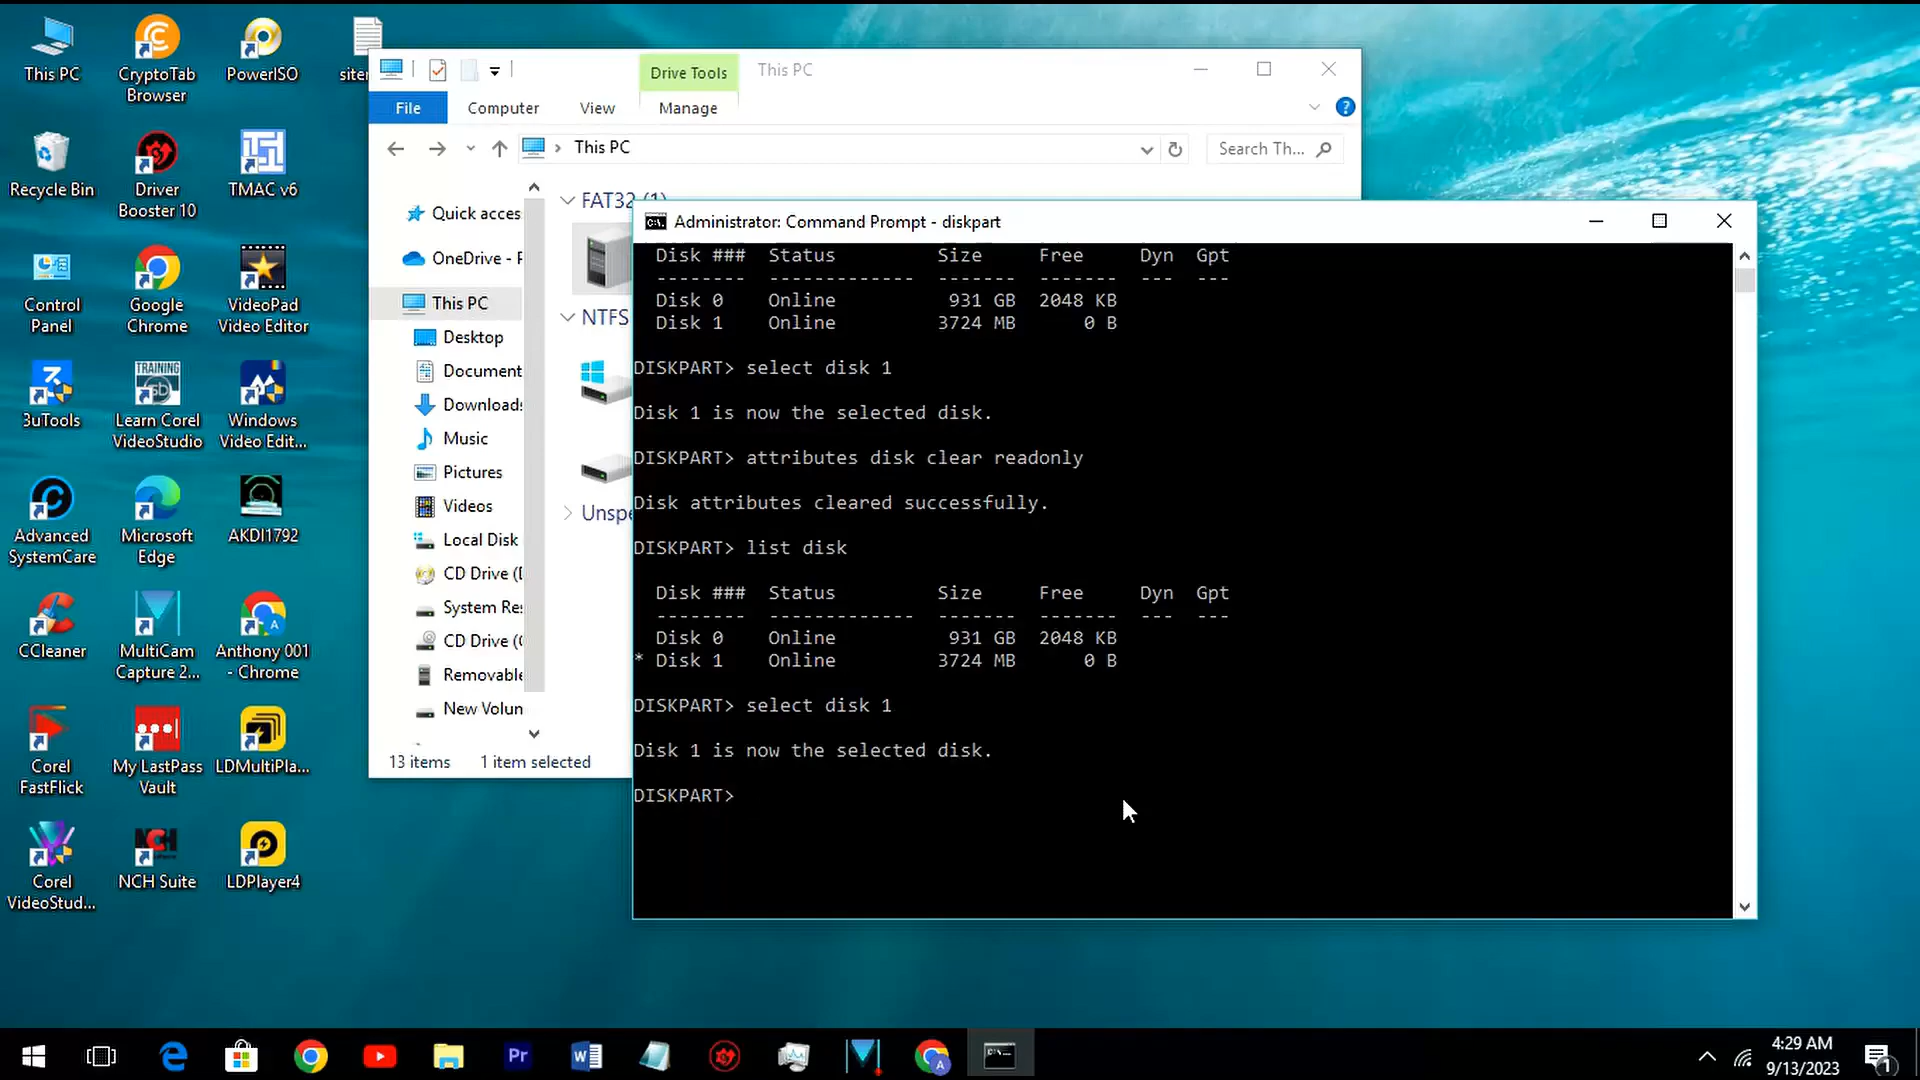 This PC
CryptoTab
Browser
PowerISO
Recycle Bin
Driver
Booster 10
TMAC v6
Control
Panel
Google
Chrome
VideoPad
Video Editor
3uTools
TRAINING
Learn Corel
VideoStudio
Windows
Video Edit...
Advanced
SystemCare
Microsoft
Edge
AKDI1792
CCleaner
MultiCam
Capture 2...
Anthony 001
- Chrome
Corel
FastFlick
My LastPass
Vault
LDMultiPla...
Corel
VideoStud...
NCH
NCH Suite
LDPlayer4
Drive Tools
This PC
File
Computer
View
Manage
This PC
Search Th...
Quick acces
OneDrive - P
This PC
Desktop
Document
Downloads
Music
Pictures
Videos
Local Disk
CD Drive (
System Res
CD Drive (
Removable
New Volun
FAT32 (1)
NTFS
Unspe
13 items
1 item selected
Administrator: Command Prompt - diskpart
Disk ### Status Size Free Dyn Gpt
-------- ------------- ------- ------- --- ---
Disk 0 Online 931 GB 2048 KB
Disk 1 Online 3724 MB 0 B
DISKPART> select disk 1
Disk 1 is now the selected disk.
DISKPART> attributes disk clear readonly
Disk attributes cleared successfully.
DISKPART> list disk
Disk ### Status Size Free Dyn Gpt
-------- ------------- ------- ------- --- ---
Disk 0 Online 931 GB 2048 KB
* Disk 1 Online 3724 MB 0 B
DISKPART> select disk 1
Disk 1 is now the selected disk.
DISKPART>
Pr
4:29 AM
9/13/2023
1